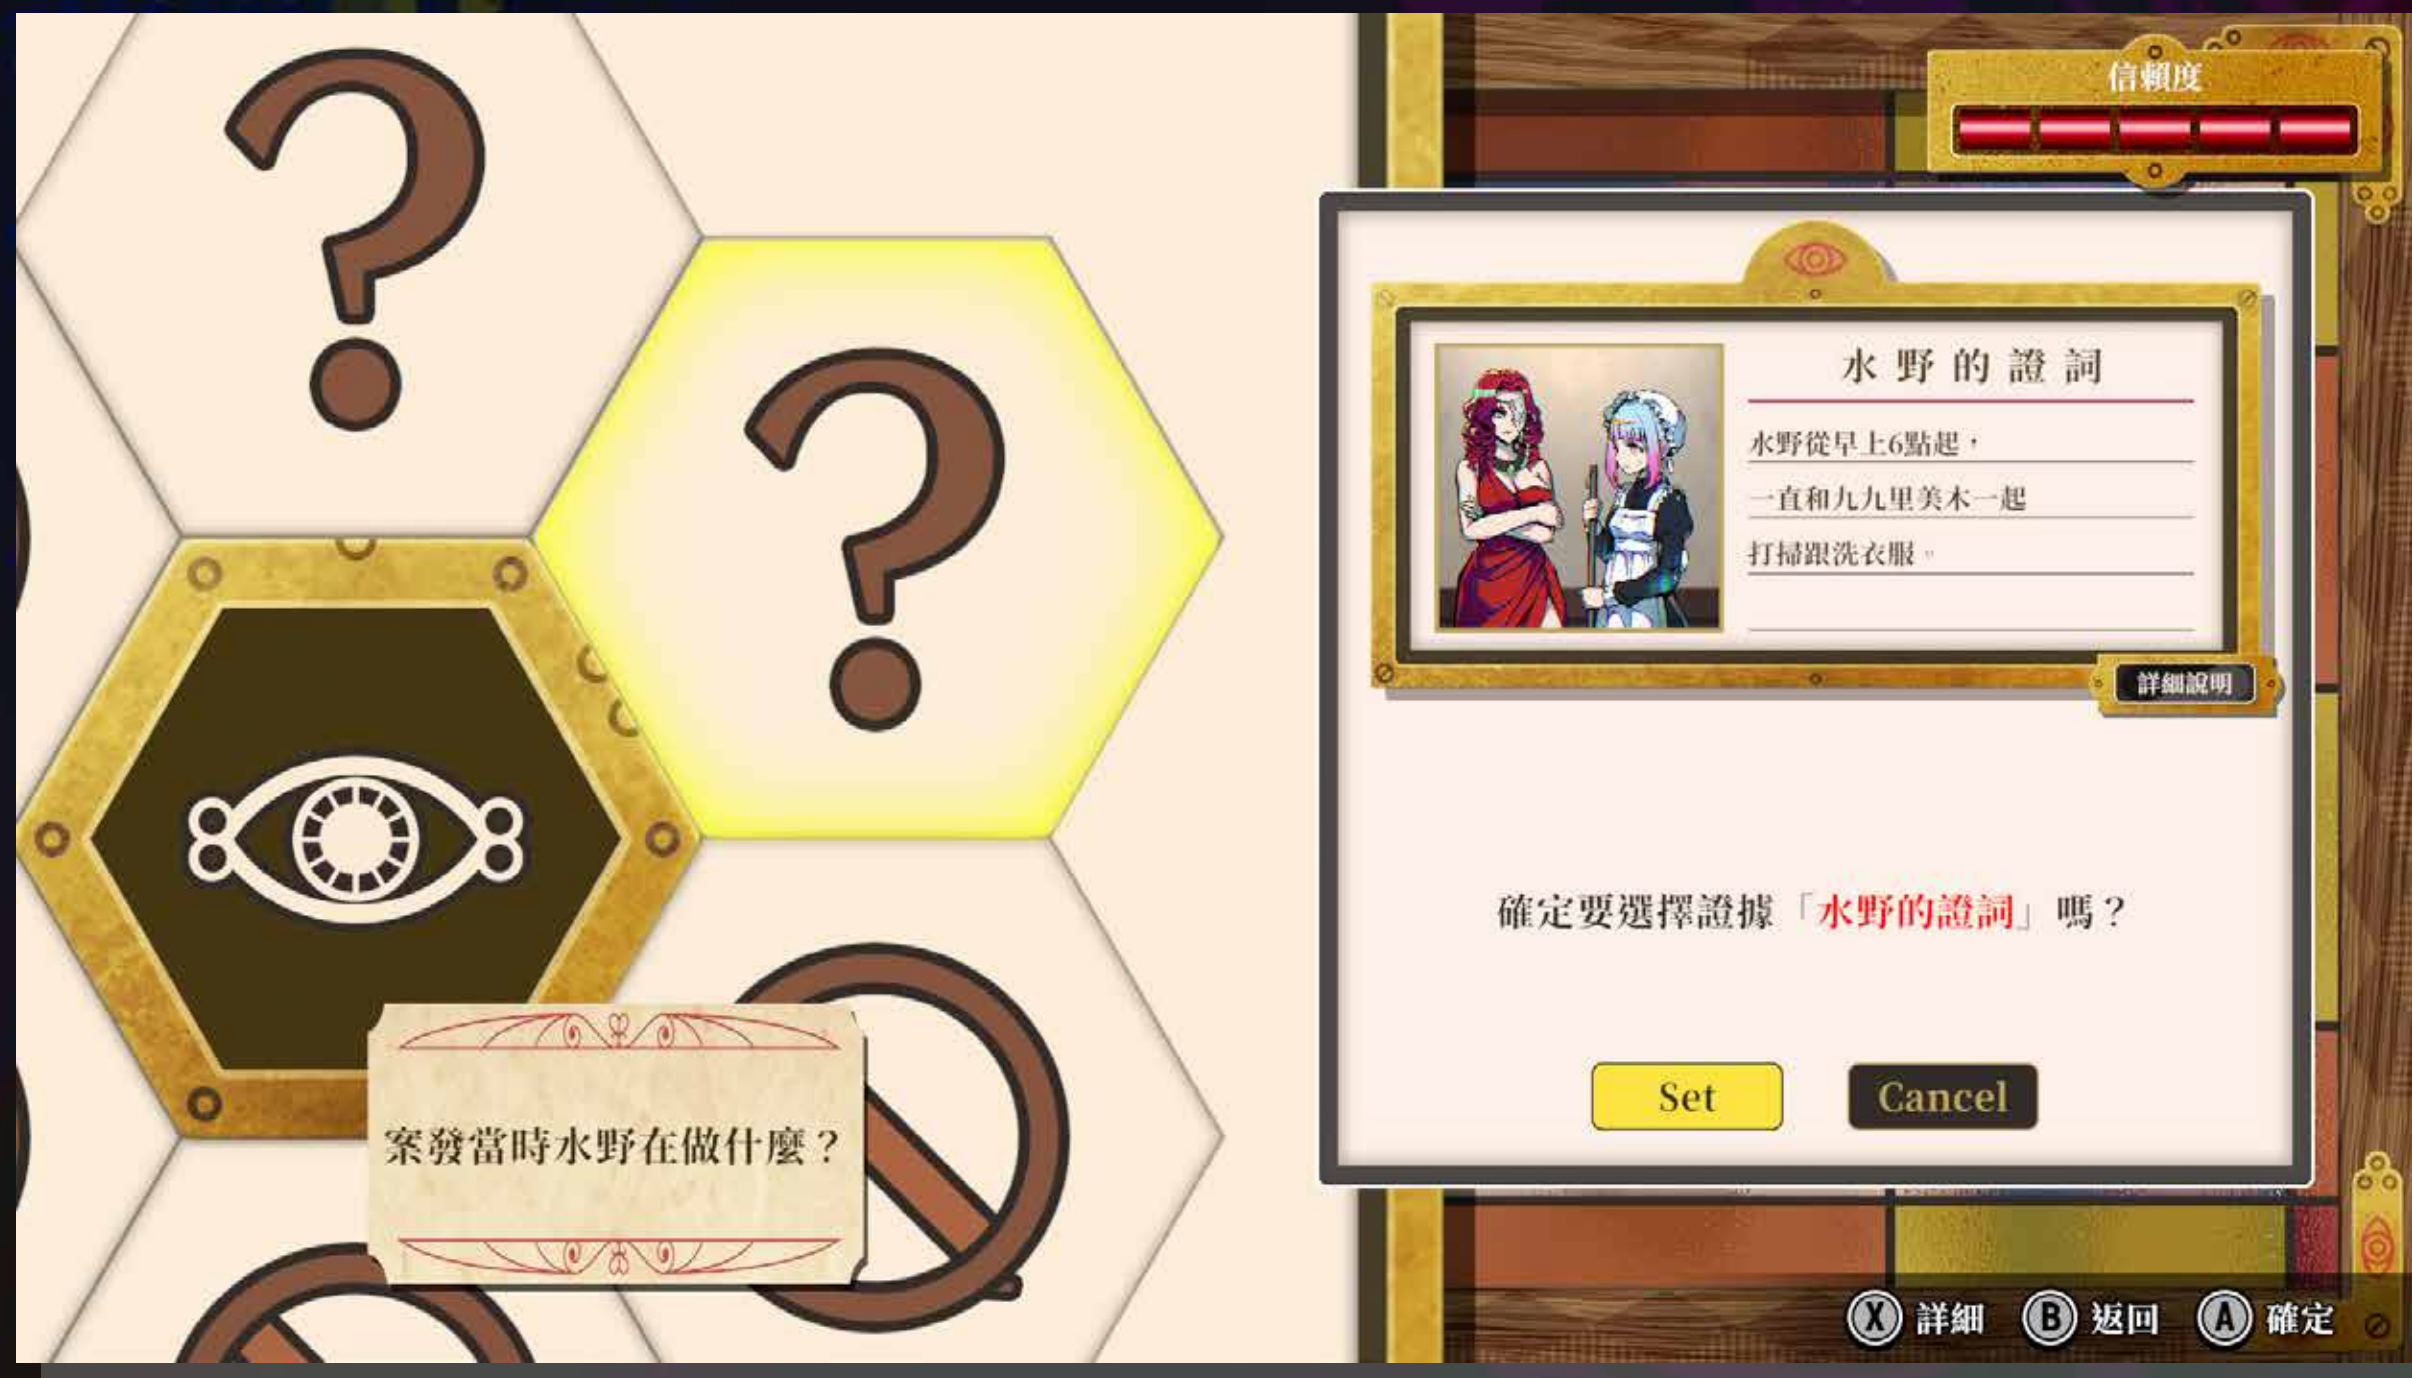 信賴度
水野的證詞
水野從早上6點起，
一直和九九里美木一起
打掃跟洗衣服。
詳細說明
確定要選擇證據「水野的證詞」嗎？
Set
Cancel
案發當時水野在做什麼？
X 詳細 B 返回 A 確定